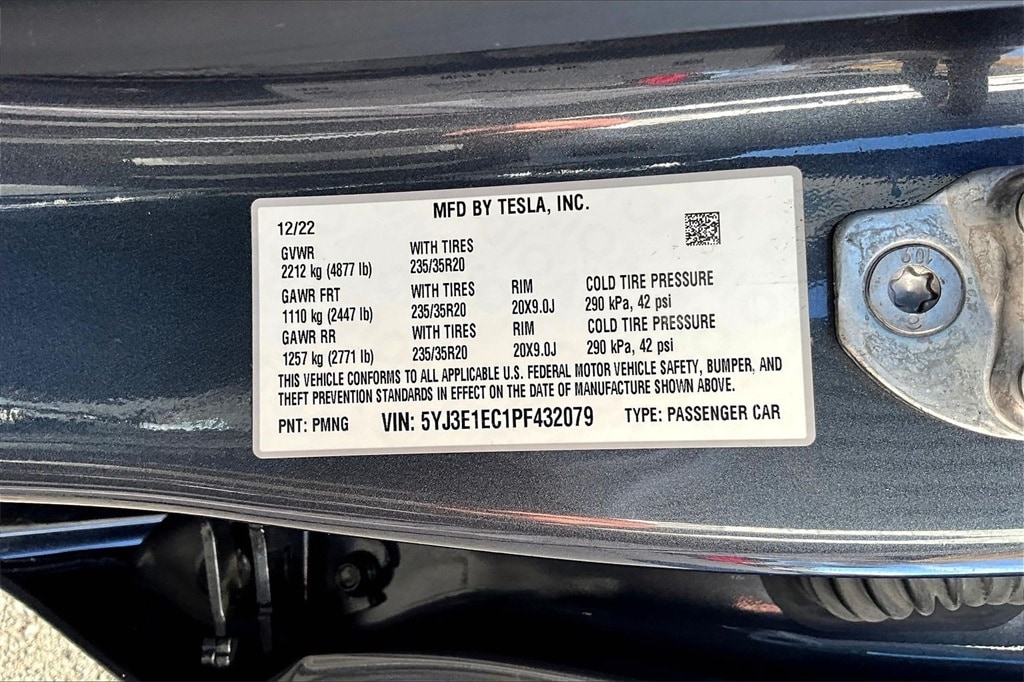 MFD BY TESLA, INC.
12/22
GVWR WITH TIRES
2212 kg (4877 lb) 235/35R20
GAWR FRT WITH TIRES RIM COLD TIRE PRESSURE
1110 kg (2447 lb) 235/35R20 20X9.0J 290 kPa, 42 psi
GAWR RR WITH TIRES RIM COLD TIRE PRESSURE
1257 kg (2771 lb) 235/35R20 20X9.0J 290 kPa, 42 psi
THIS VEHICLE CONFORMS TO ALL APPLICABLE U.S. FEDERAL MOTOR VEHICLE SAFETY, BUMPER, AND
THEFT PREVENTION STANDARDS IN EFFECT ON THE DATE OF MANUFACTURE SHOWN ABOVE.
PNT: PMNG VIN: 5YJ3E1EC1PF432079 TYPE: PASSENGER CAR